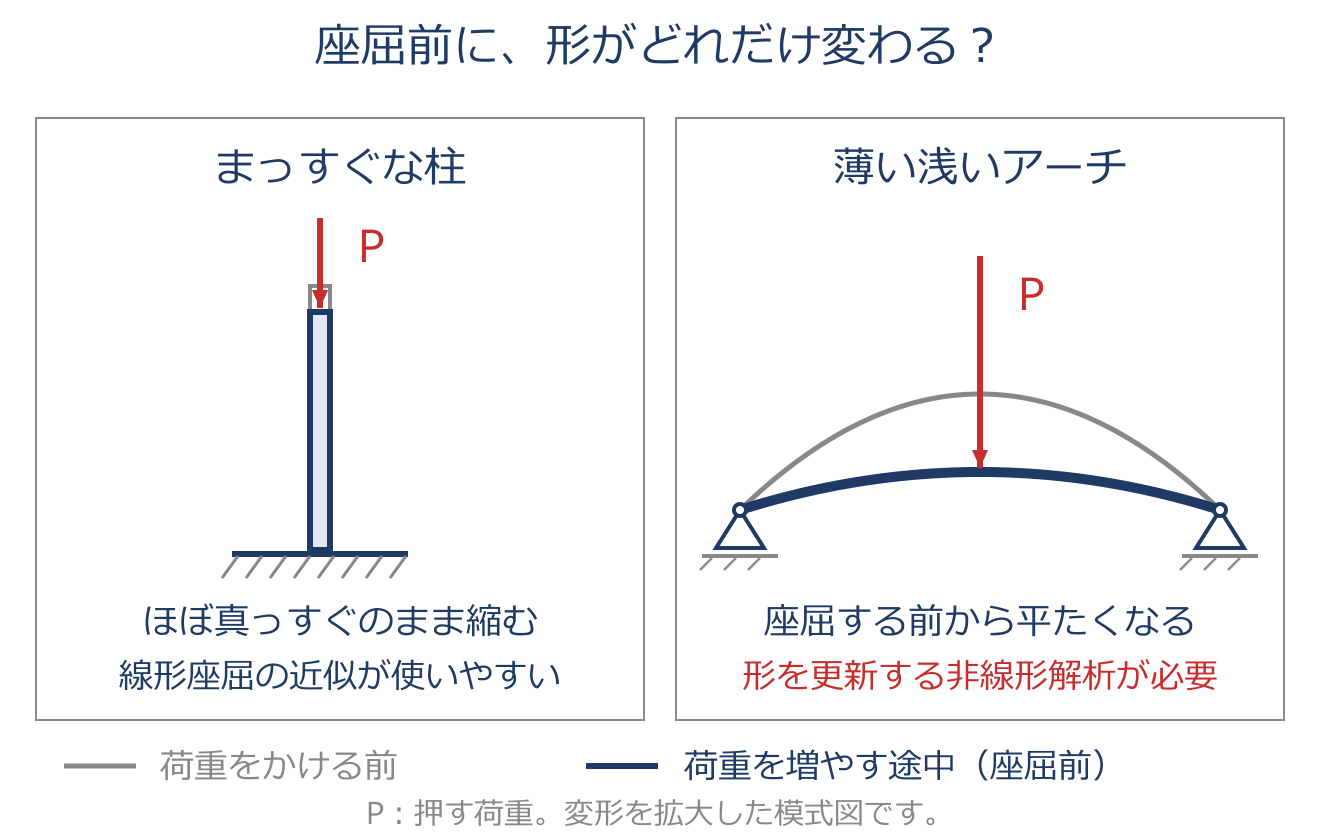 座屈前に、形がどれだけ変わる？
まっすぐな柱
P
ほぼ真っすぐのまま縮む
線形座屈の近似が使いやすい
薄い浅いアーチ
P
座屈する前から平たくなる
形を更新する非線形解析が必要
荷重をかける前
荷重を増やす途中（座屈前）
P：押す荷重。変形を拡大した模式図です。